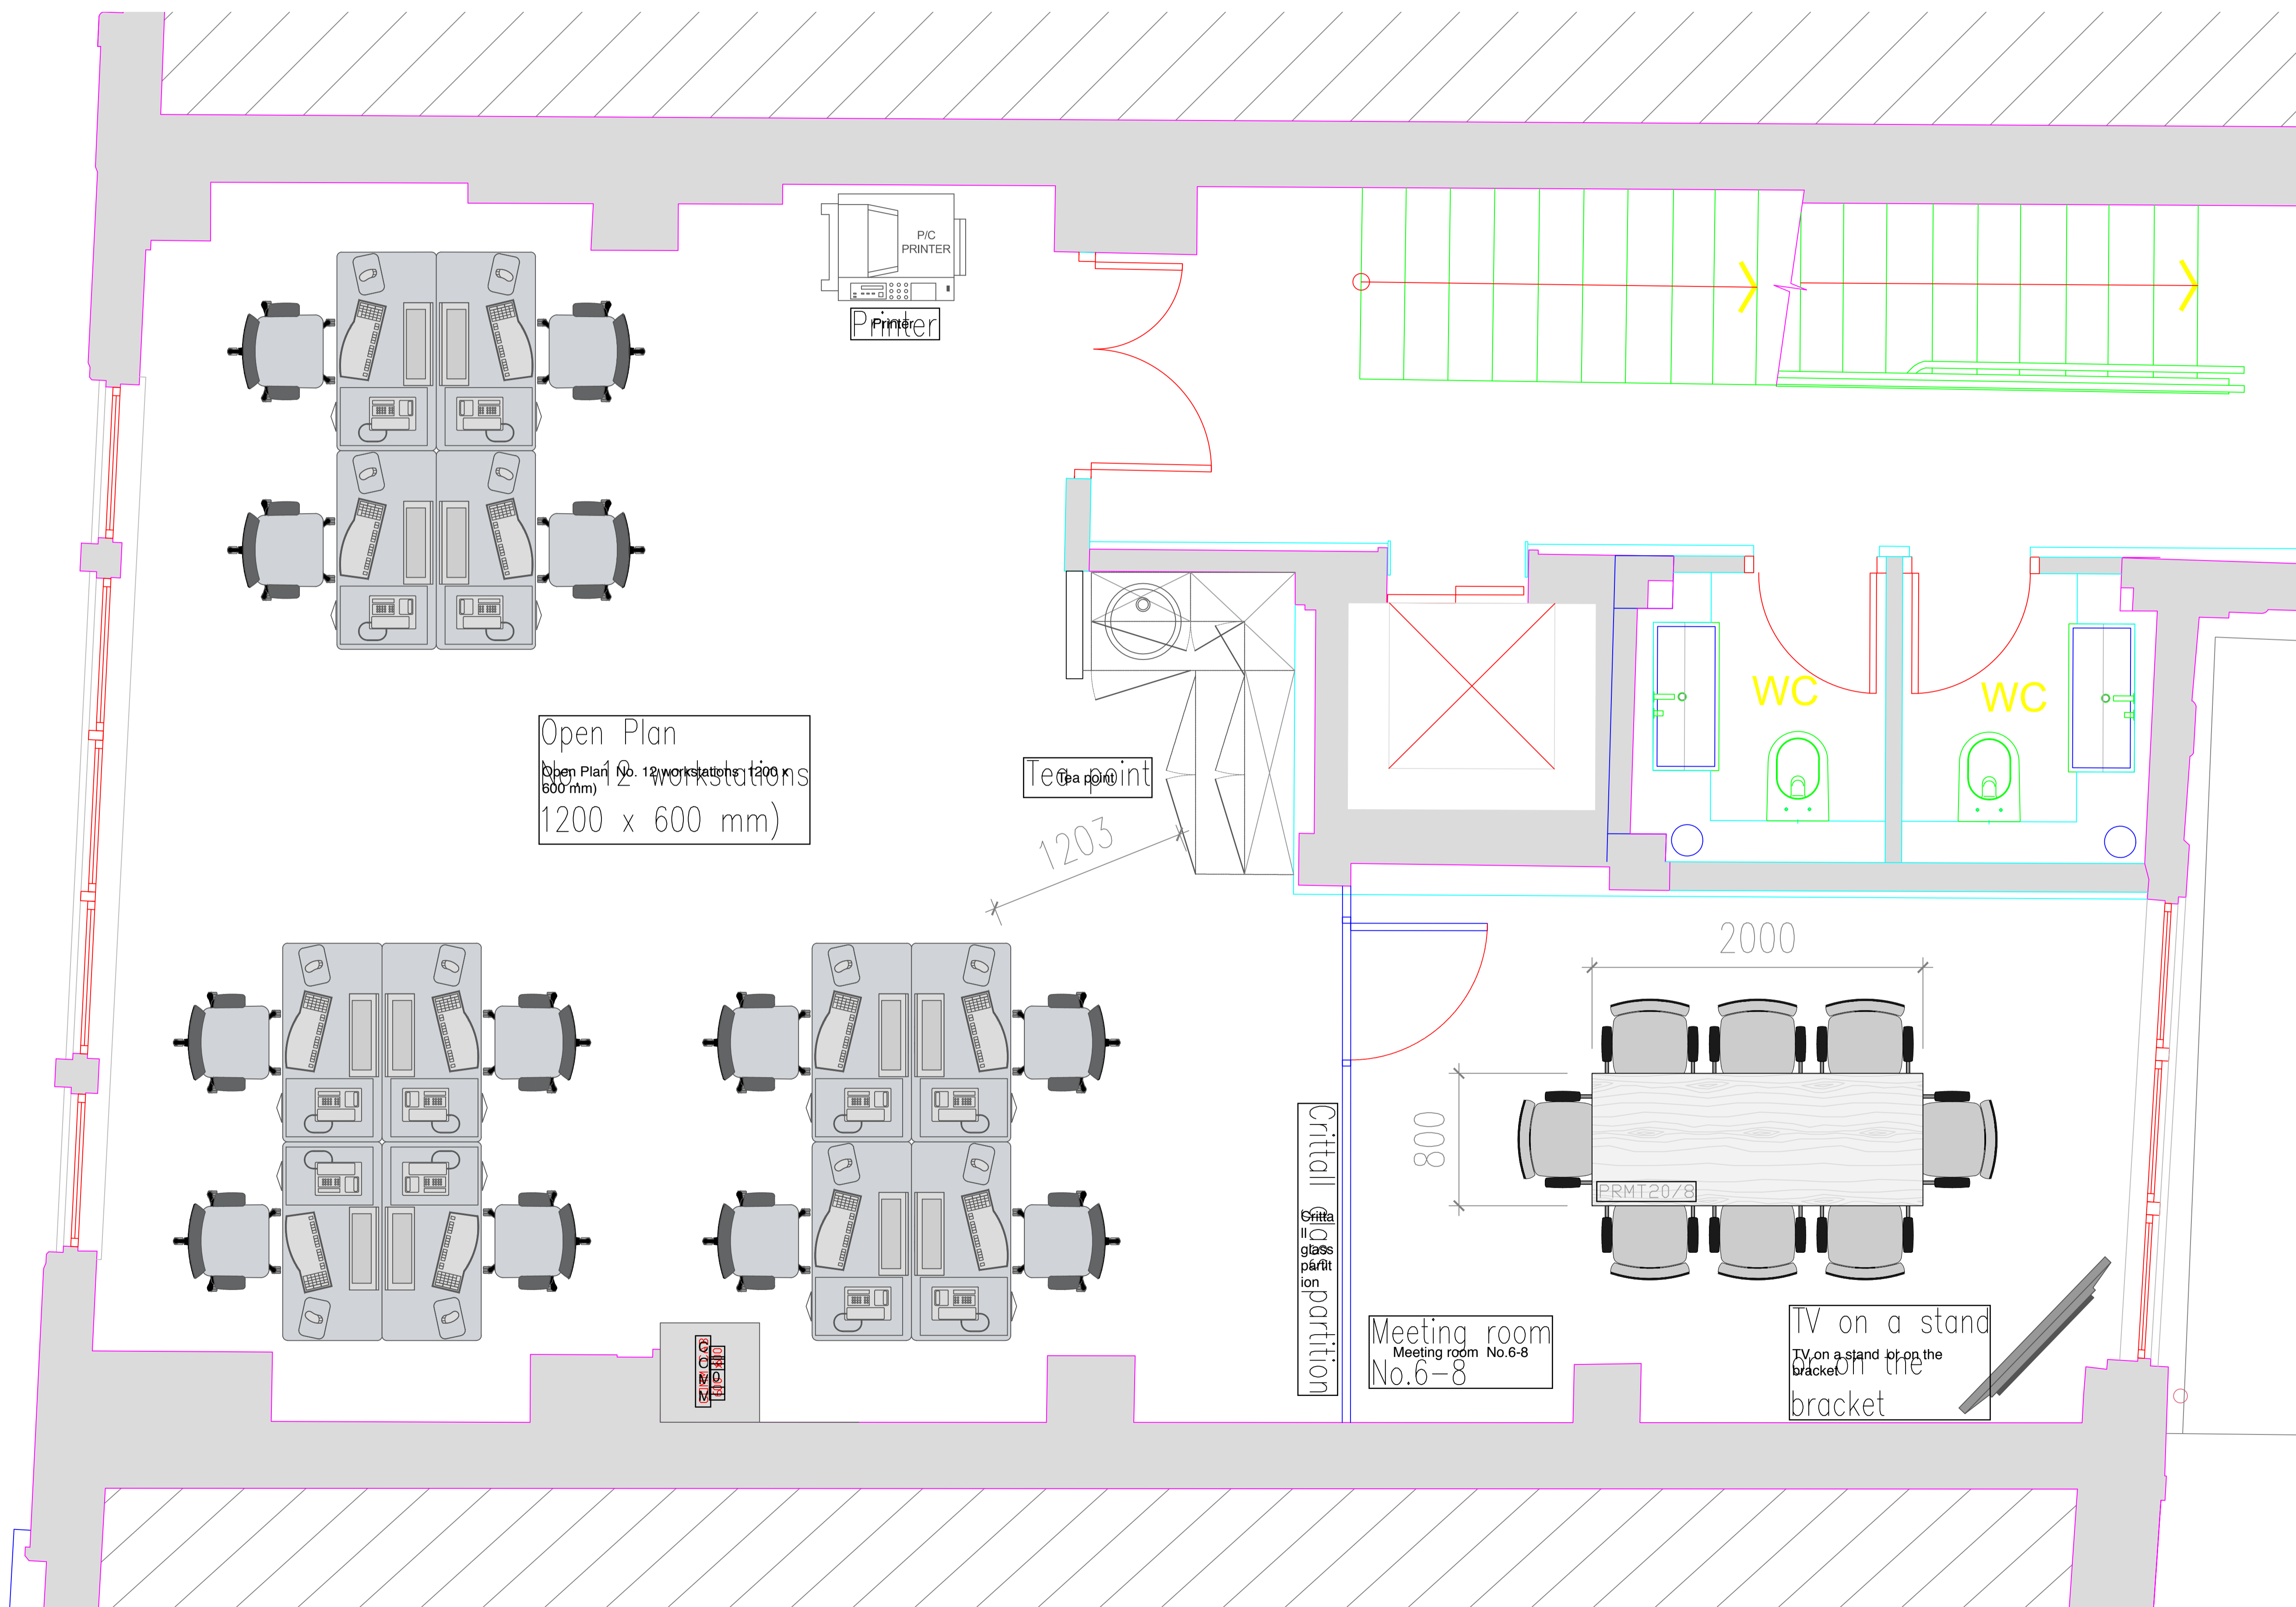 P/C
PRINTER
Printer
Printer
WC
WC
Open Plan
No. 12 workstations
1200 x 600 mm)
Open Plan No. 12 workstations 1200 x
600 mm)
Tea point
Tea point
1203
2000
800
PRMT20/8
Crittall glass partition
Critta
ll
glass
partit
ion
Meeting room
No.6-8
Meeting room No.6-8
TV on a stand
or on the
bracket
TV on a stand or on the
bracket